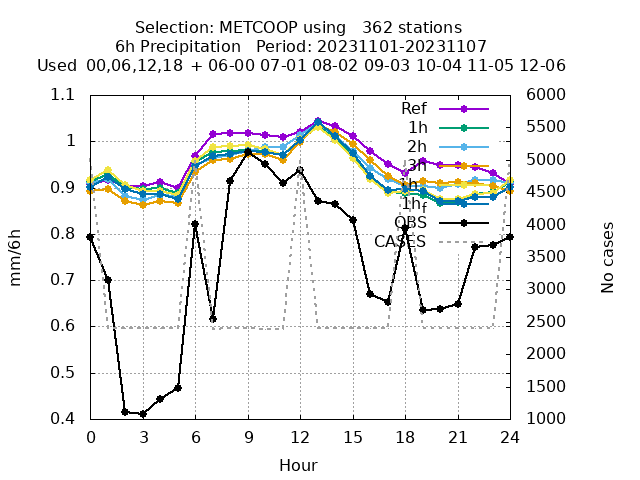 Selection: METCOOP using   362 stations
6h Precipitation   Period: 20231101-20231107
Used  00,06,12,18  + 06-00 07-01 08-02  09-03  10-04 11-05 12-06
1.1
1
0.9
0.8
0.7
0.6
0.5
0.4
mm/6h
6000
5500
5000
4500
4000
3500
3000
2500
2000
1500
1000
No cases
Ref
1h
2h
3h
1h
1h
f
OBS
CASES
0 3 6 9 12 15 18 21 24
Hour